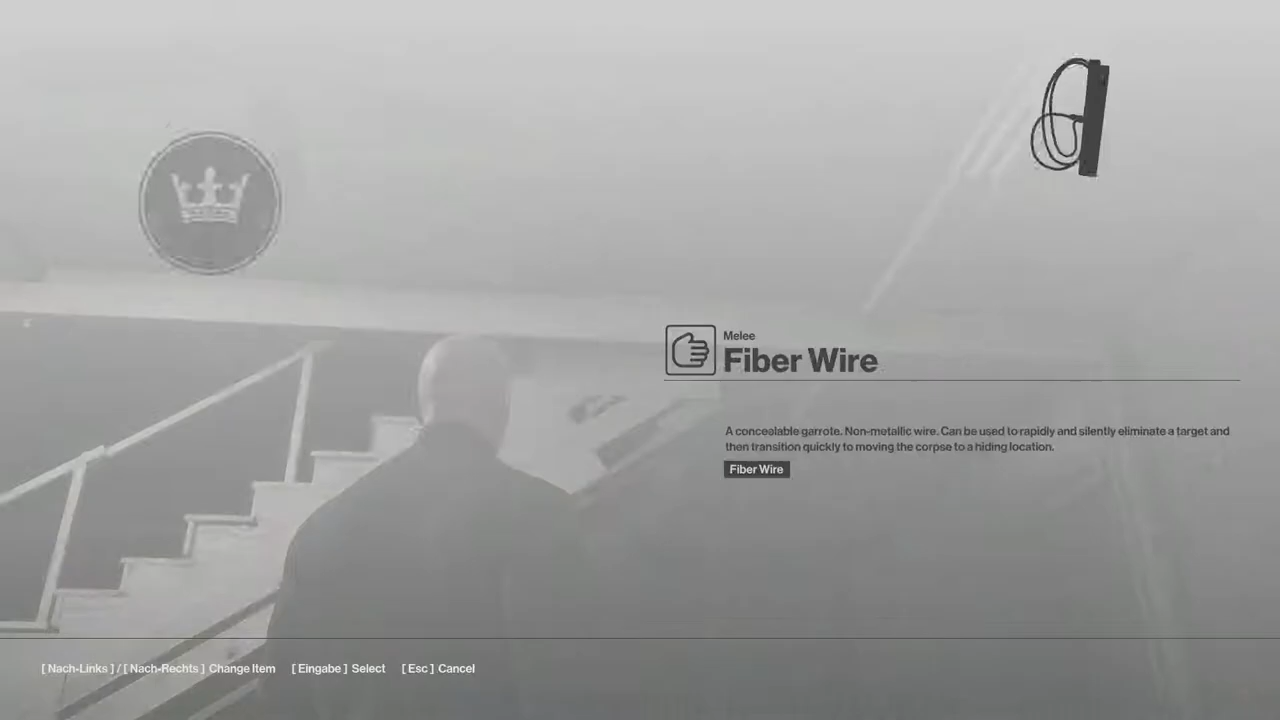 Melee
Fiber Wire
A concealable garrote. Non-metallic wire. Can be used to rapidly and silently eliminate a target and
then transition quickly to moving the corpse to a hiding location.
Fiber Wire
[ Nach-Links ] / [ Nach-Rechts ] Change Item [ Eingabe ] Select [ Esc ] Cancel